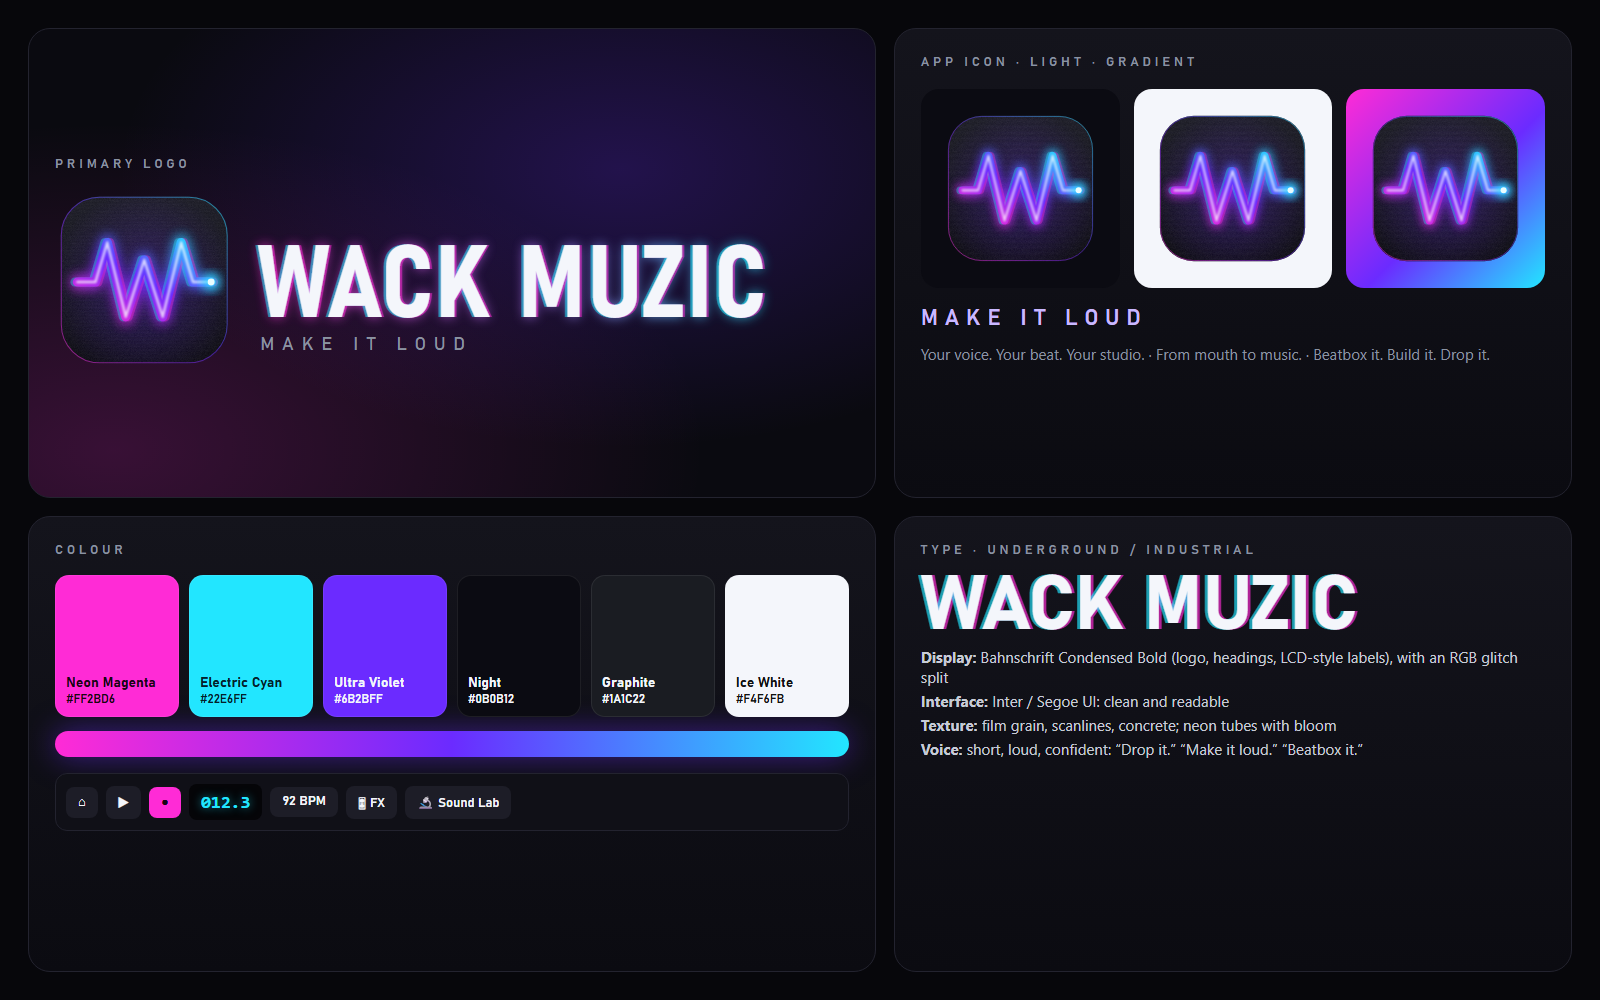 PRIMARY LOGO
WACK MUZIC
MAKE IT LOUD
APP ICON · LIGHT · GRADIENT
MAKE IT LOUD
Your voice. Your beat. Your studio. · From mouth to music. · Beatbox it. Build it. Drop it.
COLOUR
Neon Magenta
#FF2BD6
Electric Cyan
#22E6FF
Ultra Violet
#6B2BFF
Night
#0B0B12
Graphite
#1A1C22
Ice White
#F4F6FB
012.3
92 BPM
FX
Sound Lab
TYPE · UNDERGROUND / INDUSTRIAL
WACK MUZIC
Display: Bahnschrift Condensed Bold (logo, headings, LCD-style labels), with an RGB glitch
split
Interface: Inter / Segoe UI: clean and readable
Texture: film grain, scanlines, concrete; neon tubes with bloom
Voice: short, loud, confident: “Drop it.” “Make it loud.” “Beatbox it.”